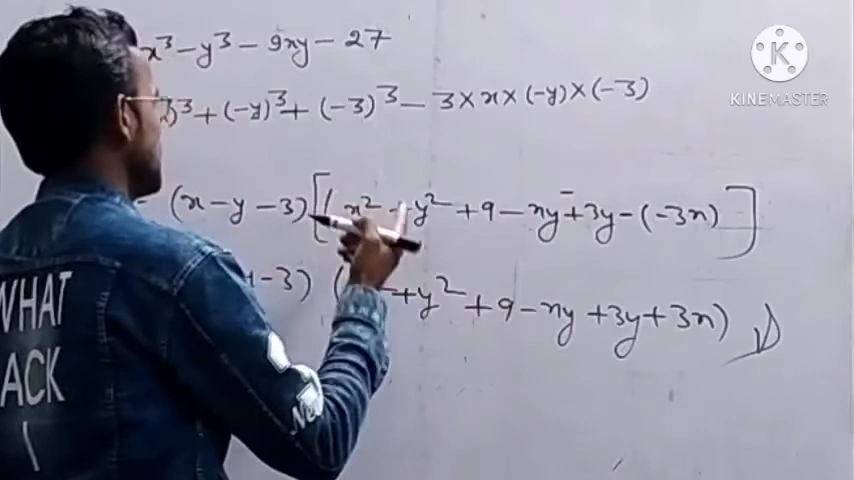 x³ - y³ - 9xy - 27
)³ + (-y)³ + (-3)³ - 3×x×(-y)×(-3)
= (x - y - 3) [(x² + y² + 9 - xy + 3y - (-3x) ]
- 3) ( + y² + 9 - xy + 3y + 3x)
KINEMASTER
WHAT
ACK